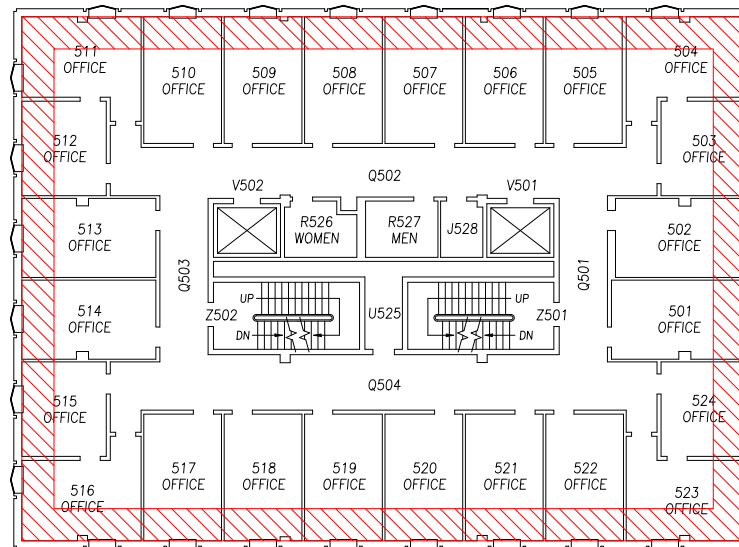 511
OFFICE
510
OFFICE
509
OFFICE
508
OFFICE
507
OFFICE
506
OFFICE
505
OFFICE
504
OFFICE
512
OFFICE
503
OFFICE
Q502
V502
V501
R526
WOMEN
R527
MEN
J528
513
OFFICE
502
OFFICE
Q503
Q501
514
OFFICE
501
OFFICE
UP
UP
Z502
U525
Z501
DN
DN
Q504
515
OFFICE
524
OFFICE
516
OFFICE
517
OFFICE
518
OFFICE
519
OFFICE
520
OFFICE
521
OFFICE
522
OFFICE
523
OFFICE